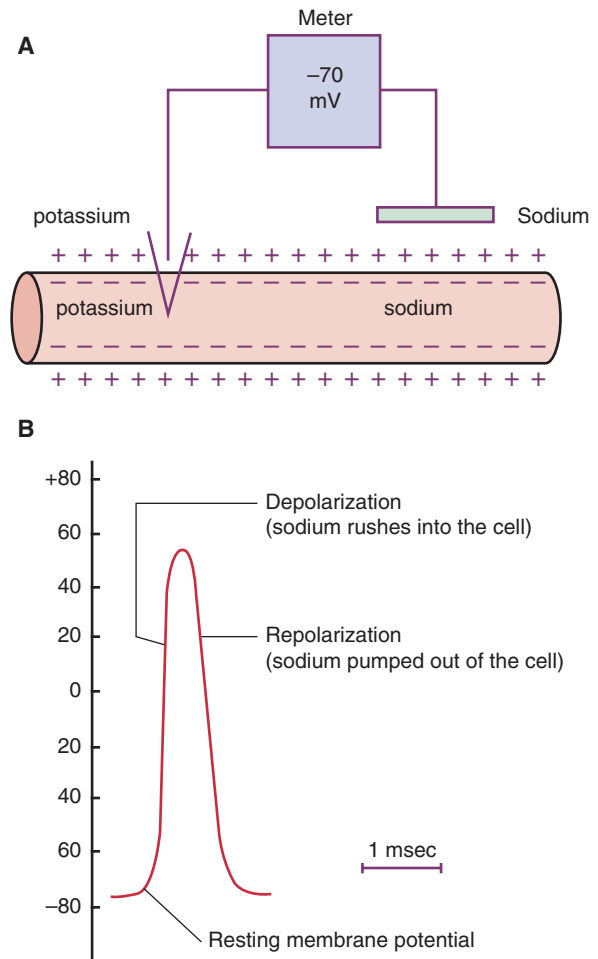 A
Meter
–70
mV
potassium
Sodium
+ + + + + + + + + + + + + + + + + +
– – – – – – – – – – – – – – – – – –
potassium
sodium
– – – – – – – – – – – – – – – – – –
+ + + + + + + + + + + + + + + + + + +
B
+80
60
40
20
0
20
40
60
–80
Depolarization
(sodium rushes into the cell)
Repolarization
(sodium pumped out of the cell)
1 msec
Resting membrane potential